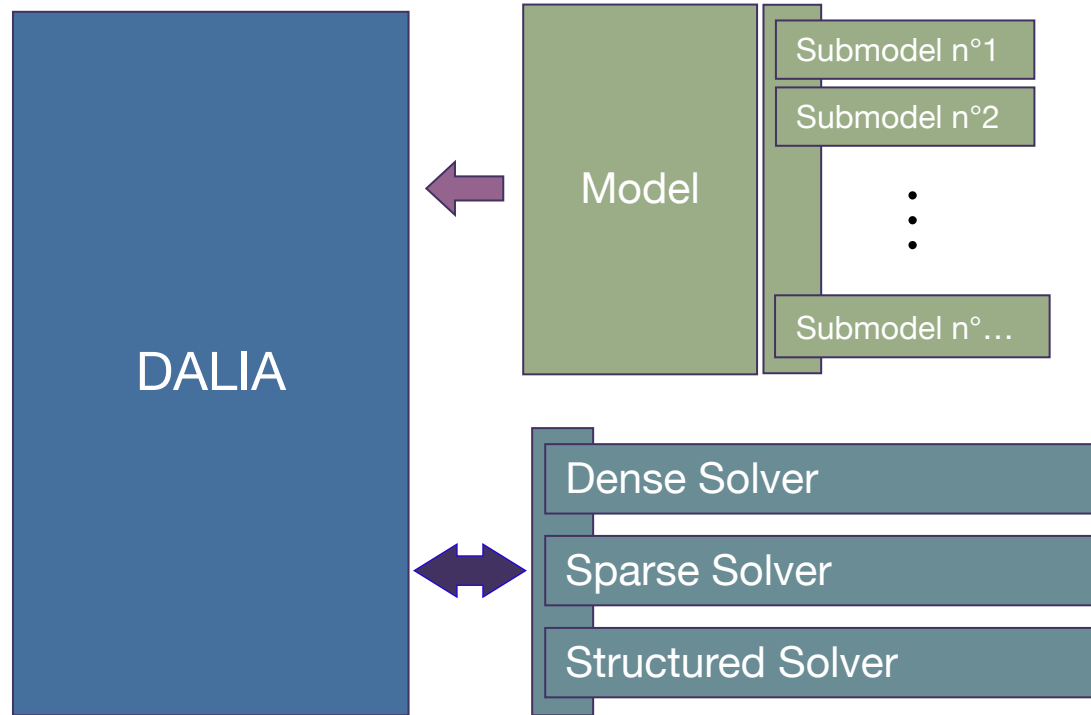 DALIA
Model
Submodel n°1
Submodel n°2
Submodel n°…
Dense Solver
Sparse Solver
Structured Solver